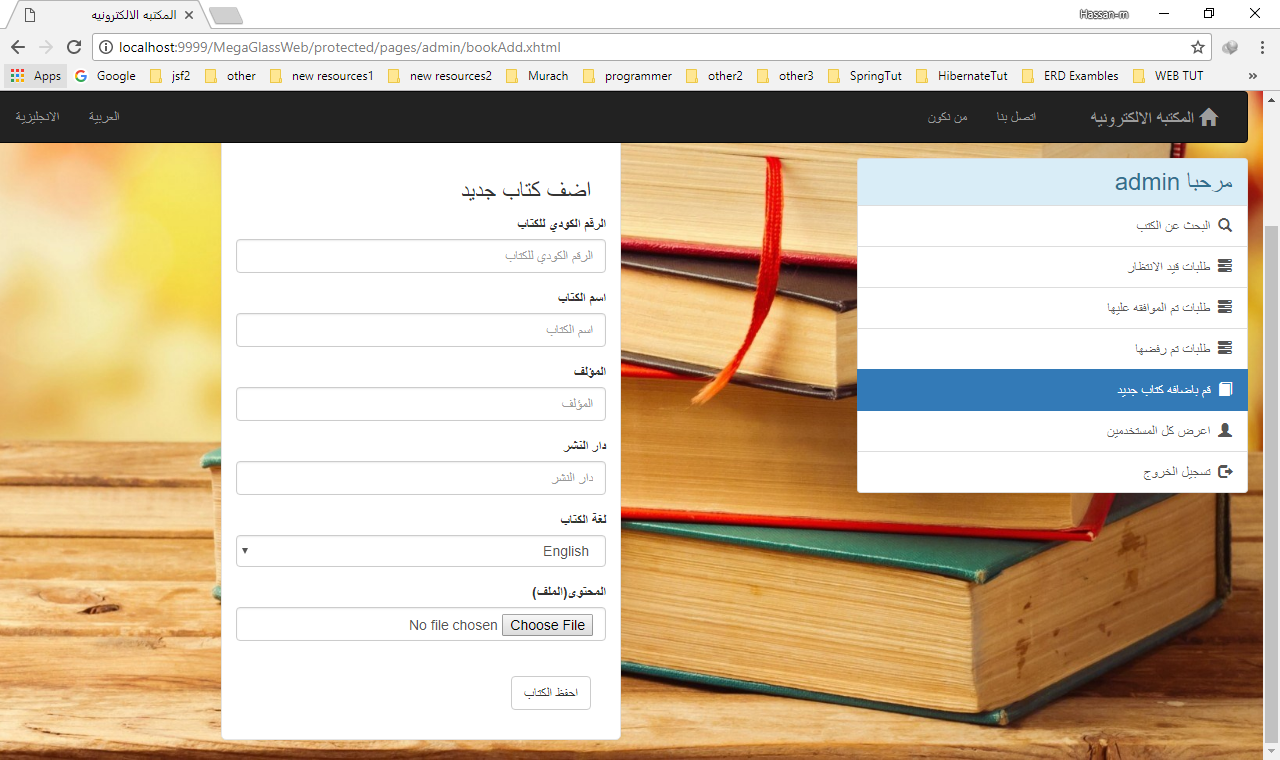 المكتبه الالكترونيه
Hassan-m
localhost:9999/MegaGlassWeb/protected/pages/admin/bookAdd.xhtml
Apps Google jsf2 other new resources1 new resources2 Murach programmer other2 other3 SpringTut HibernateTut ERD Exambles WEB TUT »
المكتبه الالكترونيه اتصل بنا من نكون العربية الانجليزية
مرحبا admin
البحث عن الكتب
طلبات قيد الانتظار
طلبات تم الموافقه عليها
طلبات تم رفضها
قم باضافه كتاب جديد
اعرض كل المستخدمين
تسجيل الخروج
اضف كتاب جديد
الرقم الكودي للكتاب
الرقم الكودي للكتاب
اسم الكتاب
اسم الكتاب
المؤلف
المؤلف
دار النشر
دار النشر
لغة الكتاب
English
المحتوى(الملف)
Choose File No file chosen
احفظ الكتاب